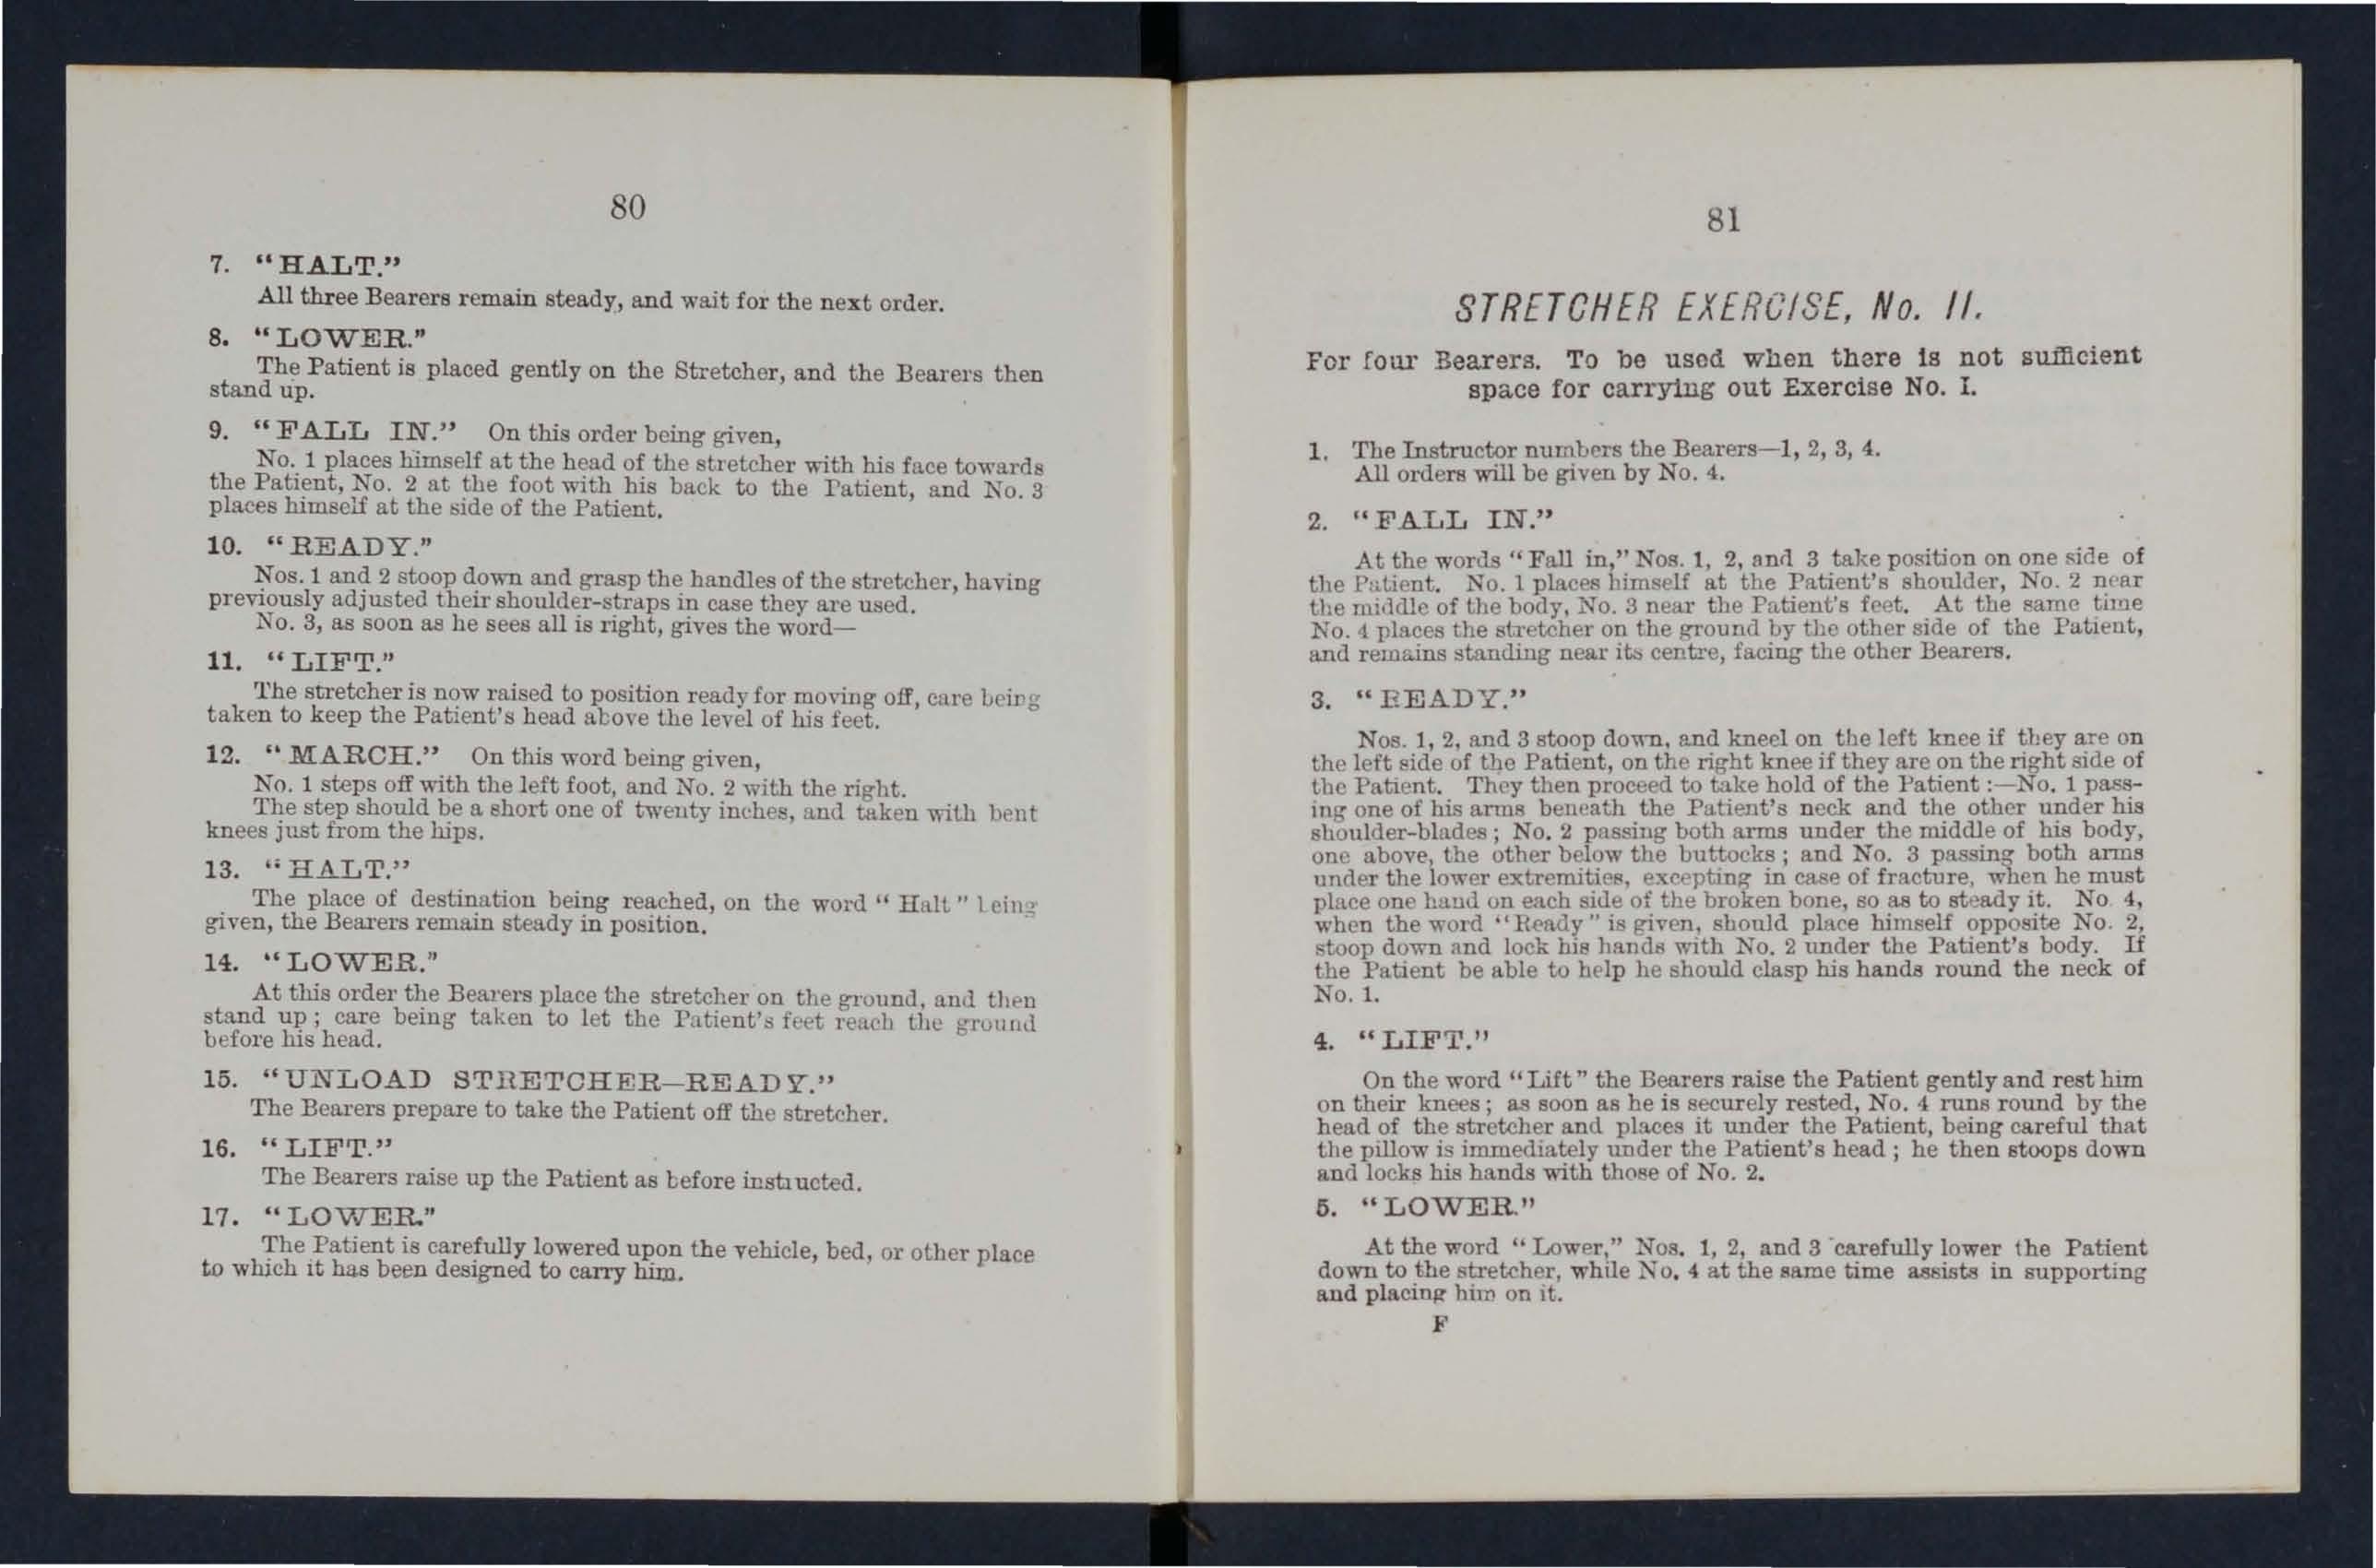 80
7. "HALT."
All three Bearers remain steady, and wait for the next order.
8. "LOWER."
The Patient is placed gently on the Stretcher, and the Bearers then
stand up.
9. "FALL IN." On this order being given,
No. 1 places himself at the head of the stretcher with his face towards
the Patient, No. 2 at the foot with his back to the Patient, and No. 3
places himself at the side of the Patient.
10. "READY."
Nos. 1 and 2 stoop down and grasp the handles of the stretcher, having
previously adjusted their shoulder-straps in case they are used.
No. 3, as soon as he sees all is right, gives the word—
11. "LIFT."
The stretcher is now raised to position ready for moving off, care being
taken to keep the Patient's head above the level of his feet.
12. "MARCH." On this word being given,
No. 1 steps off with the left foot, and No. 2 with the right.
The step should be a short one of twenty inches, and taken with bent
knees just from the hips.
13. "HALT."
The place of destination being reached, on the word "Halt" being
given, the Bearers remain steady in position.
14. "LOWER."
At this order the Bearers place the stretcher on the ground, and then
stand up; care being taken to let the Patient's feet reach the ground
before his head.
15. "UNLOAD STRETCHER—READY."
The Bearers prepare to take the Patient off the stretcher.
16. "LIFT."
The Bearers raise up the Patient as before instructed.
17. "LOWER."
The Patient is carefully lowered upon the vehicle, bed, or other place
to which it has been designed to carry him.
81
STRETCHER EXERCISE, No. II.
For four Bearers. To be used when there is not sufficient
space for carrying out Exercise No. I.
1. The Instructor numbers the Bearers—1, 2, 3, 4.
All orders will be given by No. 4.
2. "FALL IN."
At the words "Fall in," Nos. 1, 2, and 3 take position on one side of
the Patient. No. 1 places himself at the Patient's shoulder, No. 2 near
the middle of the body, No. 3 near the Patient's feet. At the same time
No. 4 places the stretcher on the ground by the other side of the Patient,
and remains standing near its centre, facing the other Bearers.
3. "READY."
Nos. 1, 2, and 3 stoop down, and kneel on the left knee if they are on
the left side of the Patient, on the right knee if they are on the right side of
the Patient. They then proceed to take hold of the Patient :—No. 1 pass-
ing one of his arms beneath the Patient's neck and the other under his
shoulder-blades; No. 2 passing both arms under the middle of his body,
one above, the other below the buttocks; and No. 3 passing both arms
under the lower extremities, excepting in case of fracture, when he must
place one hand on each side of the broken bone, so as to steady it. No. 4,
when the word "Ready" is given, should place himself opposite No. 2,
stoop down and lock his hands with No. 2 under the Patient's body. If
the Patient be able to help he should clasp his hands round the neck of
No. 1.
4. "LIFT."
On the word "Lift" the Bearers raise the Patient gently and rest him
on their knees; as soon as he is securely rested, No. 4 runs round by the
head of the stretcher and places it under the Patient, being careful that
the pillow is immediately under the Patient's head; he then stoops down
and locks his hands with those of No. 2.
5. "LOWER."
At the word "Lower," Nos. 1, 2, and 3 carefully lower the Patient
down to the stretcher, while No. 4 at the same time assists in supporting
and placing him on it.
F